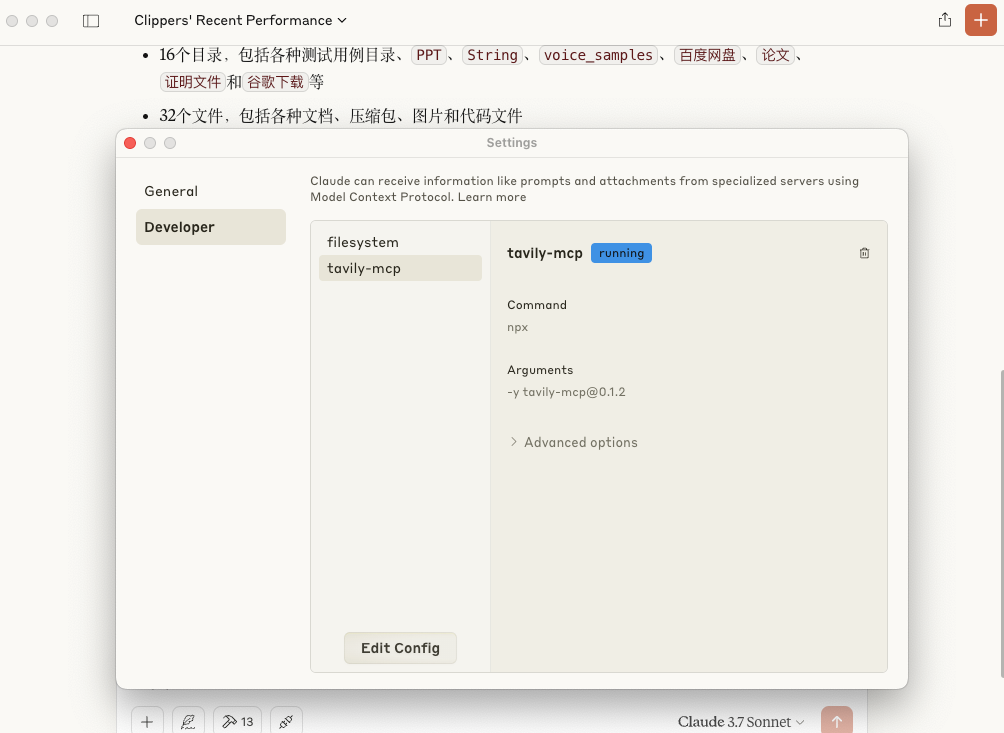 Clippers' Recent Performance
16个目录，包括各种测试用例目录、PPT、String、voice_samples、百度网盘、论文、
证明文件和谷歌下载等
32个文件，包括各种文档、压缩包、图片和代码文件
Settings
General
Developer
Claude can receive information like prompts and attachments from specialized servers using
Model Context Protocol. Learn more
filesystem
tavily-mcp
Edit Config
tavily-mcp running
Command
npx
Arguments
-y tavily-mcp@0.1.2
Advanced options
13
Claude 3.7 Sonnet